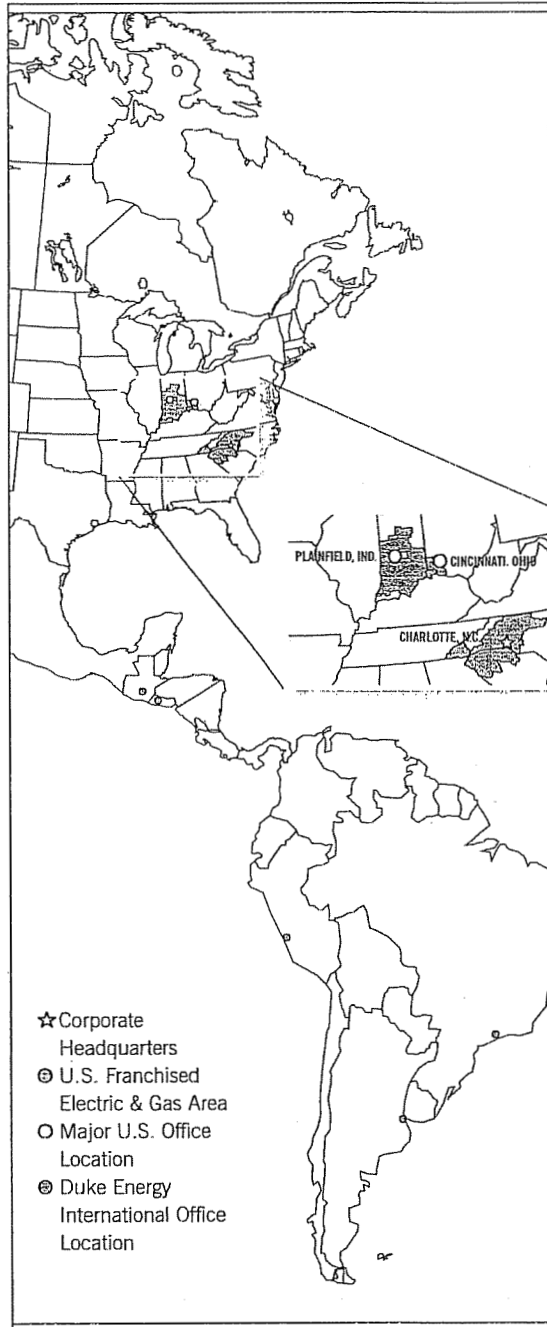 PLAINFIELD, IND.
CINCINNATI. OHIO
CHARLOTTE, N.C.
Corporate
Headquarters
U.S. Franchised
Electric & Gas Area
Major U.S. Office
Location
Duke Energy
International Office
Location